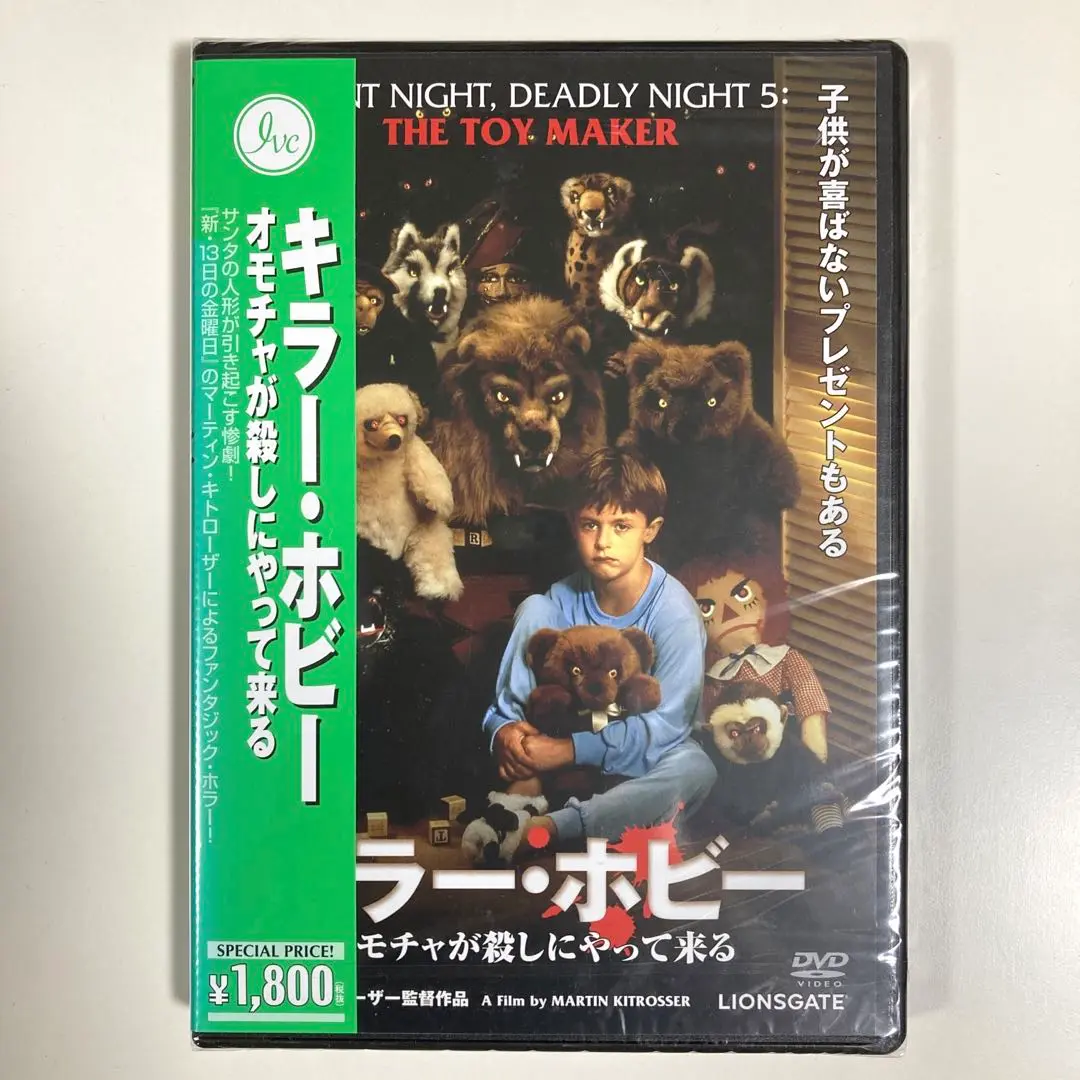 NT NIGHT, DEADLY NIGHT 5:
THE TOY MAKER
子供が喜ばないプレゼントもある
Ivc
キラー・ホビー
オモチャが殺しにやって来る
サンタの人形が引き起こす惨劇!
『新・13日の金曜日』のマーティン・キトローザーによるファンタジック・ホラー!
R
L
ラー・ホビー
モチャが殺しにやって来る
SPECIAL PRICE!
¥1,800(税抜)
ーザー監督作品 A Film by MARTIN KITROSSER
DVD
VIDEO
LIONSGATE